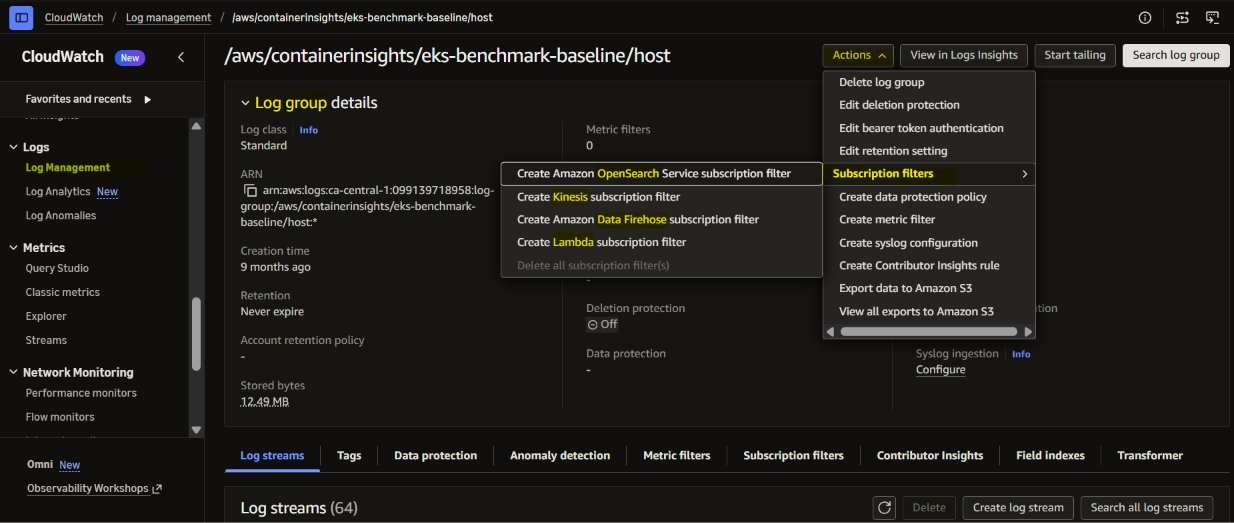 CloudWatch / Log management / /aws/containerinsights/eks-benchmark-baseline/host
CloudWatch New
Favorites and recents
Logs
Log Management
Log Analytics New
Log Anomalies
Metrics
Query Studio
Classic metrics
Explorer
Streams
Network Monitoring
Performance monitors
Flow monitors
Omni New
Observability Workshops
/aws/containerinsights/eks-benchmark-baseline/host
Actions
View in Logs Insights
Start tailing
Search log group
Log group details
Log class Info
Standard
ARN
arn:aws:logs:ca-central-1:099139718958:log-
group:/aws/containerinsights/eks-benchmark-
baseline/host:*
Creation time
9 months ago
Retention
Never expire
Account retention policy
-
Stored bytes
12.49 MB
Metric filters
0
-
Deletion protection
Off
Data protection
-
Syslog ingestion Info
Configure
Delete log group
Edit deletion protection
Edit bearer token authentication
Edit retention setting
Subscription filters
Create data protection policy
Create metric filter
Create syslog configuration
Create Contributor Insights rule
Export data to Amazon S3
View all exports to Amazon S3
Create Amazon OpenSearch Service subscription filter
Create Kinesis subscription filter
Create Amazon Data Firehose subscription filter
Create Lambda subscription filter
Delete all subscription filter(s)
Log streams
Tags
Data protection
Anomaly detection
Metric filters
Subscription filters
Contributor Insights
Field indexes
Transformer
Log streams (64)
Delete
Create log stream
Search all log streams